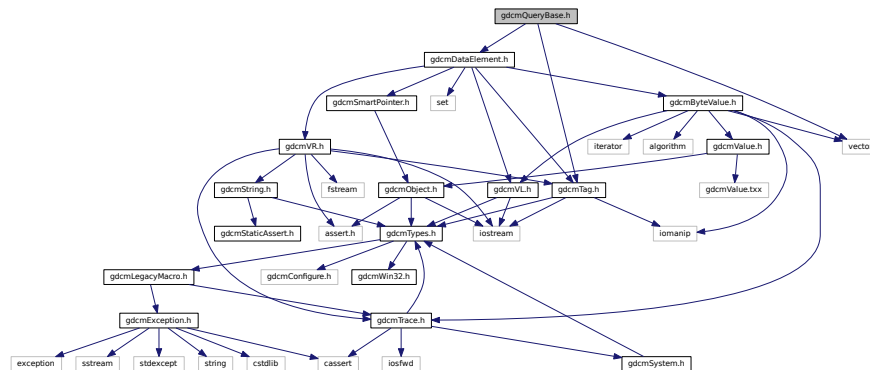 gdcmQueryBase.h
gdcmDataElement.h
gdcmSmartPointer.h
set
gdcmByteValue.h
gdcmVR.h
iterator
algorithm
gdcmValue.h
vecto
gdcmString.h
fstream
gdcmObject.h
gdcmVL.h
gdcmTag.h
gdcmValue.txx
gdcmStaticAssert.h
assert.h
gdcmTypes.h
iostream
iomanip
gdcmLegacyMacro.h
gdcmConfigure.h
gdcmWin32.h
gdcmException.h
gdcmTrace.h
exception
sstream
stdexcept
string
cstdlib
cassert
iosfwd
gdcmSystem.h